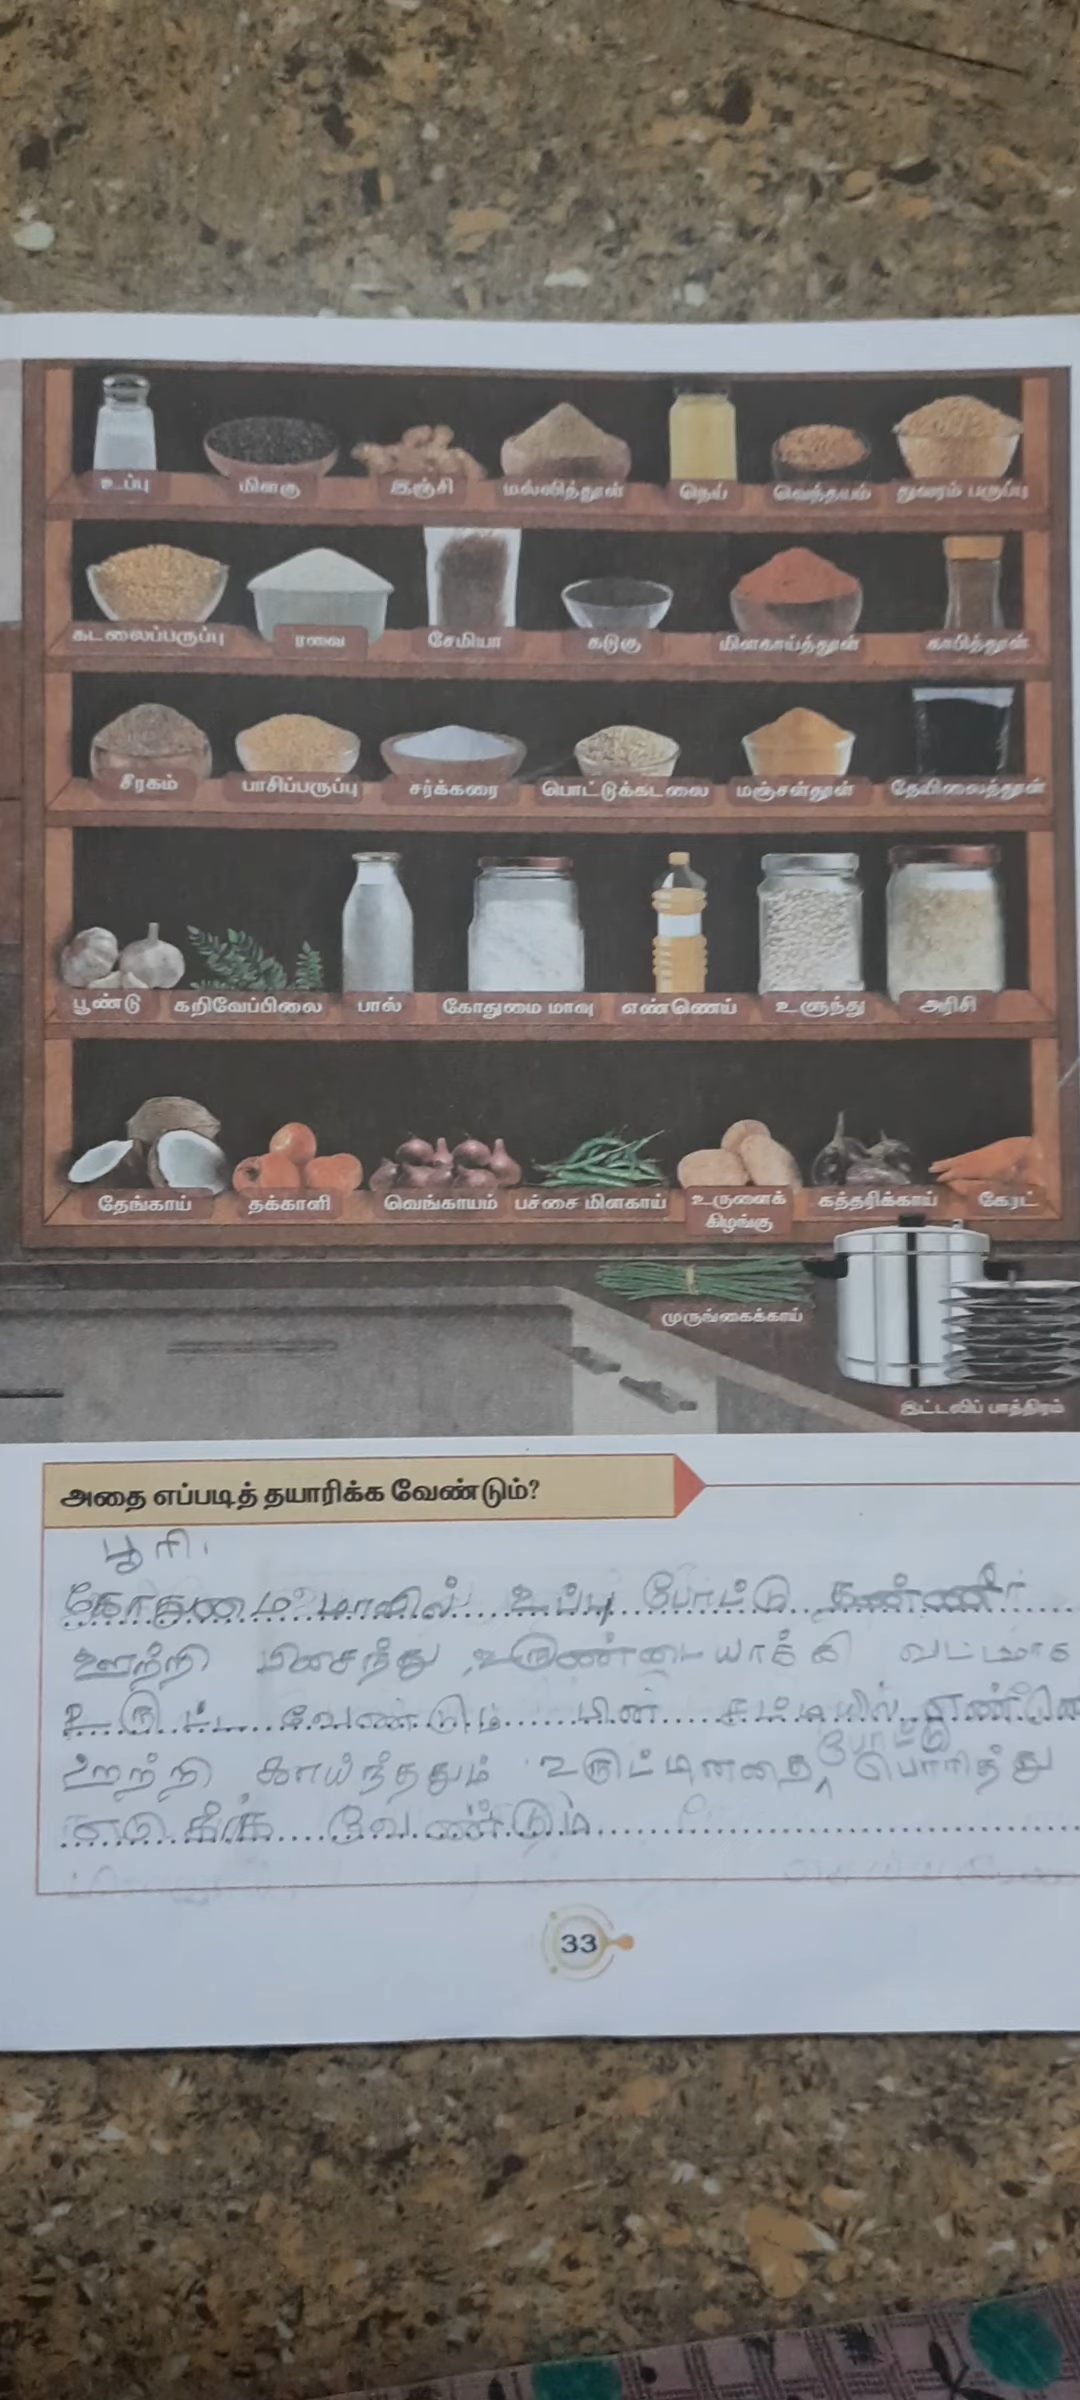 உப்பு மிளகு இஞ்சி மல்லித்தூள் நெய் வெந்தயம் துவரம் பருப்பு
கடலைப்பருப்பு ரவை சேமியா கடுகு மிளகாய்த்தூள் காபித்தூள்
சீரகம் பாசிப்பருப்பு சர்க்கரை பொட்டுக்கடலை மஞ்சள்தூள் தேயிலைத்தூள்
பூண்டு கறிவேப்பிலை பால் கோதுமை மாவு எண்ணெய் உளுந்து அரிசி
தேங்காய் தக்காளி வெங்காயம் பச்சை மிளகாய் உருளைக் கத்தரிக்காய் கேரட்
கிழங்கு
முருங்கைக்காய்
இட்டலிப் பாத்திரம்
அதை எப்படித் தயாரிக்க வேண்டும்?
பூரி.
கோதுமை மாவில் உப்பு போட்டு தண்ணீர்
ஊற்றி பிசைந்து உருண்டையாக்கி வட்டமாக
உருட்ட வேண்டும் பின் சட்டியில்
போட்டு
ஊற்றி காய்ந்ததும் உருட்டினதை பொரித்து
எடுக்க வேண்டும்
33